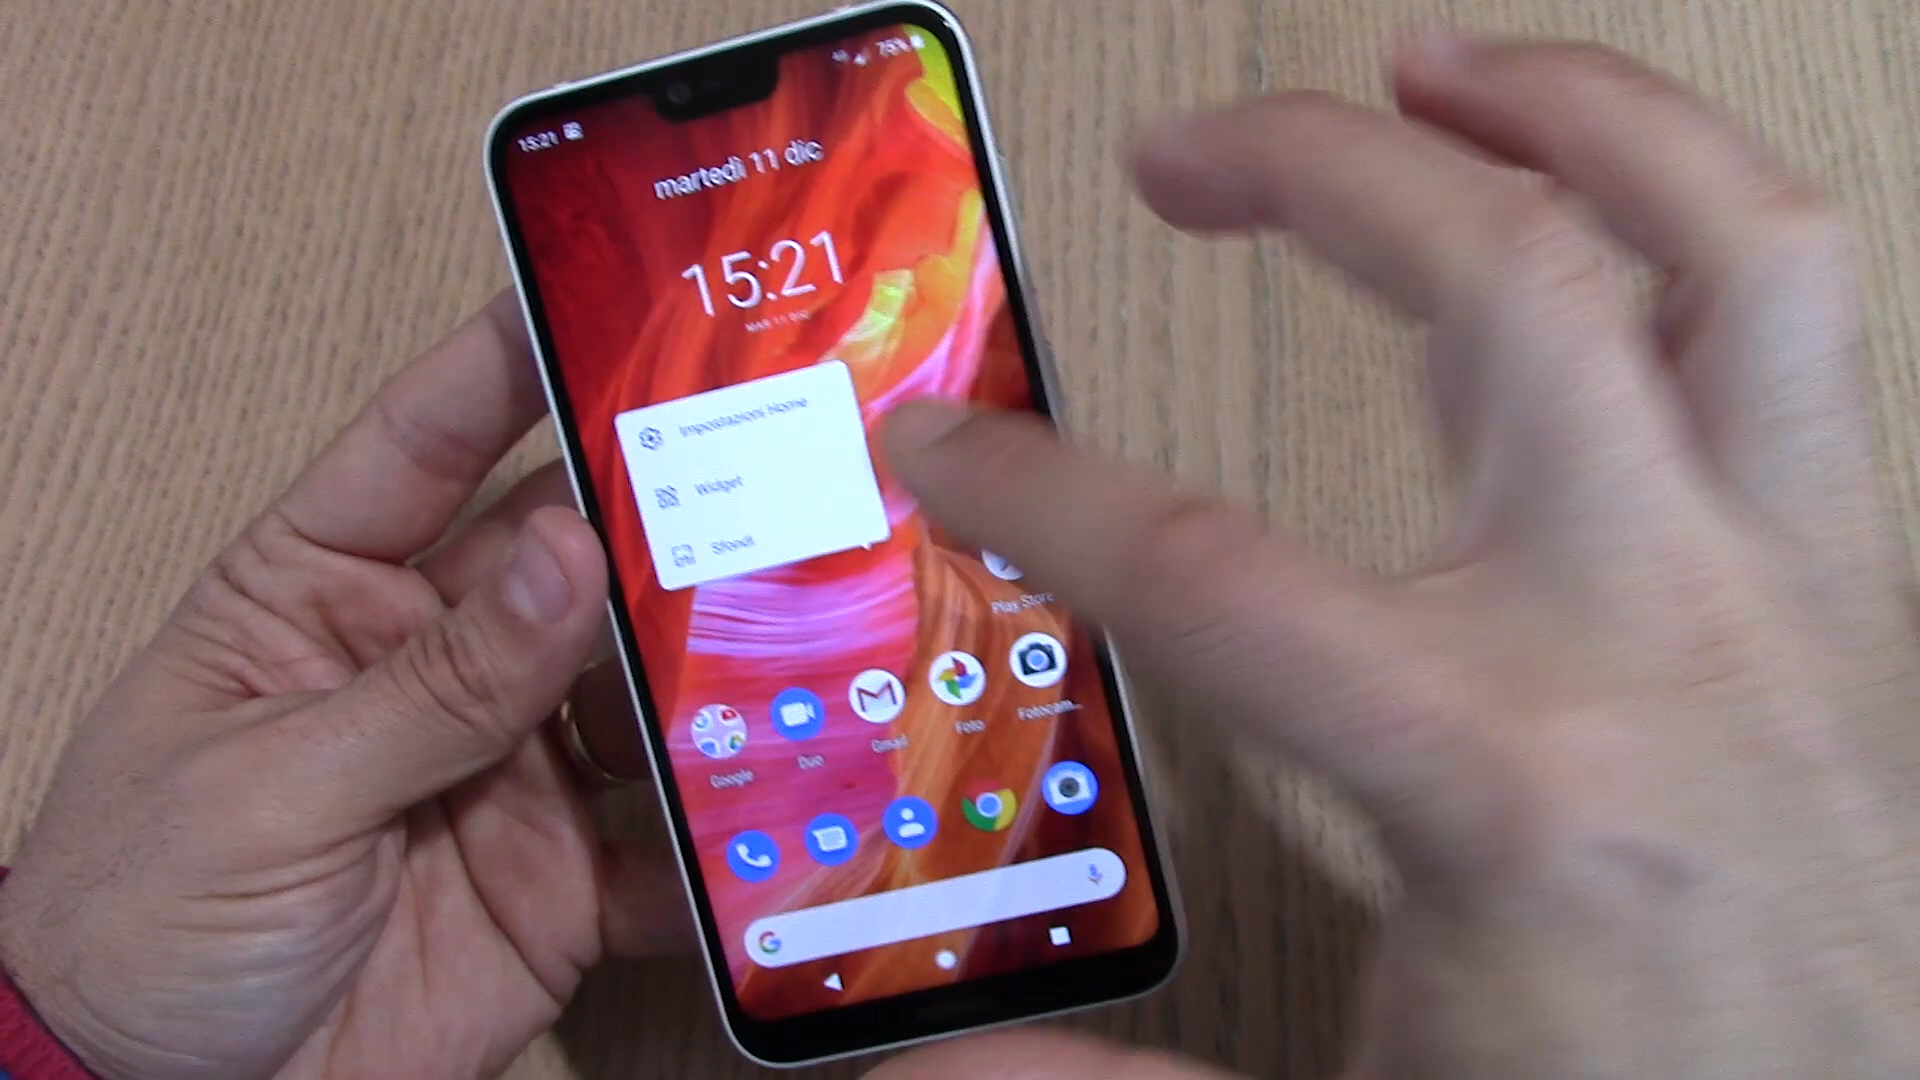 15:21
75%
martedì 11 dic
15:21
MAR 11 DIC
Impostazioni Home
Widget
Sfondi
Play Store
Google
Duo
Gmail
Foto
Fotocam...